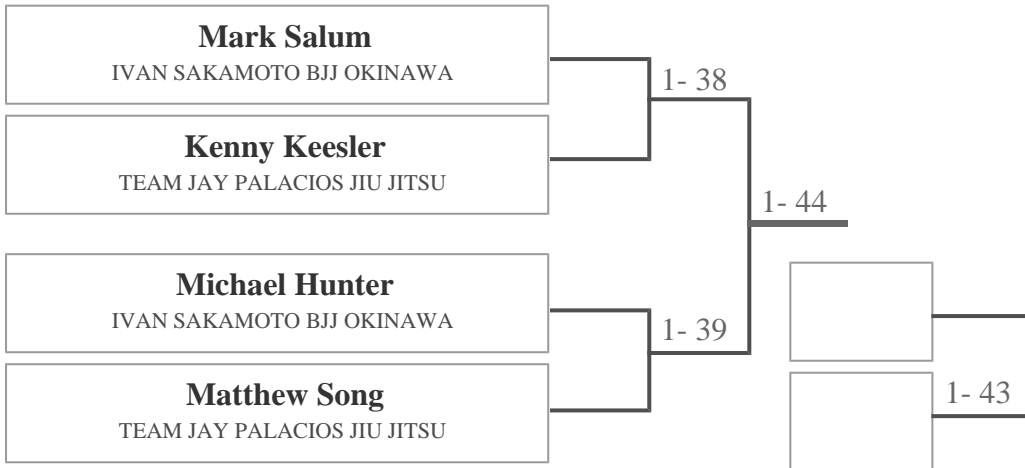 Mark Salum
IVAN SAKAMOTO BJJ OKINAWA
1- 38
Kenny Keesler
TEAM JAY PALACIOS JIU JITSU
1- 44
Michael Hunter
IVAN SAKAMOTO BJJ OKINAWA
1- 39
Matthew Song
TEAM JAY PALACIOS JIU JITSU
1- 43